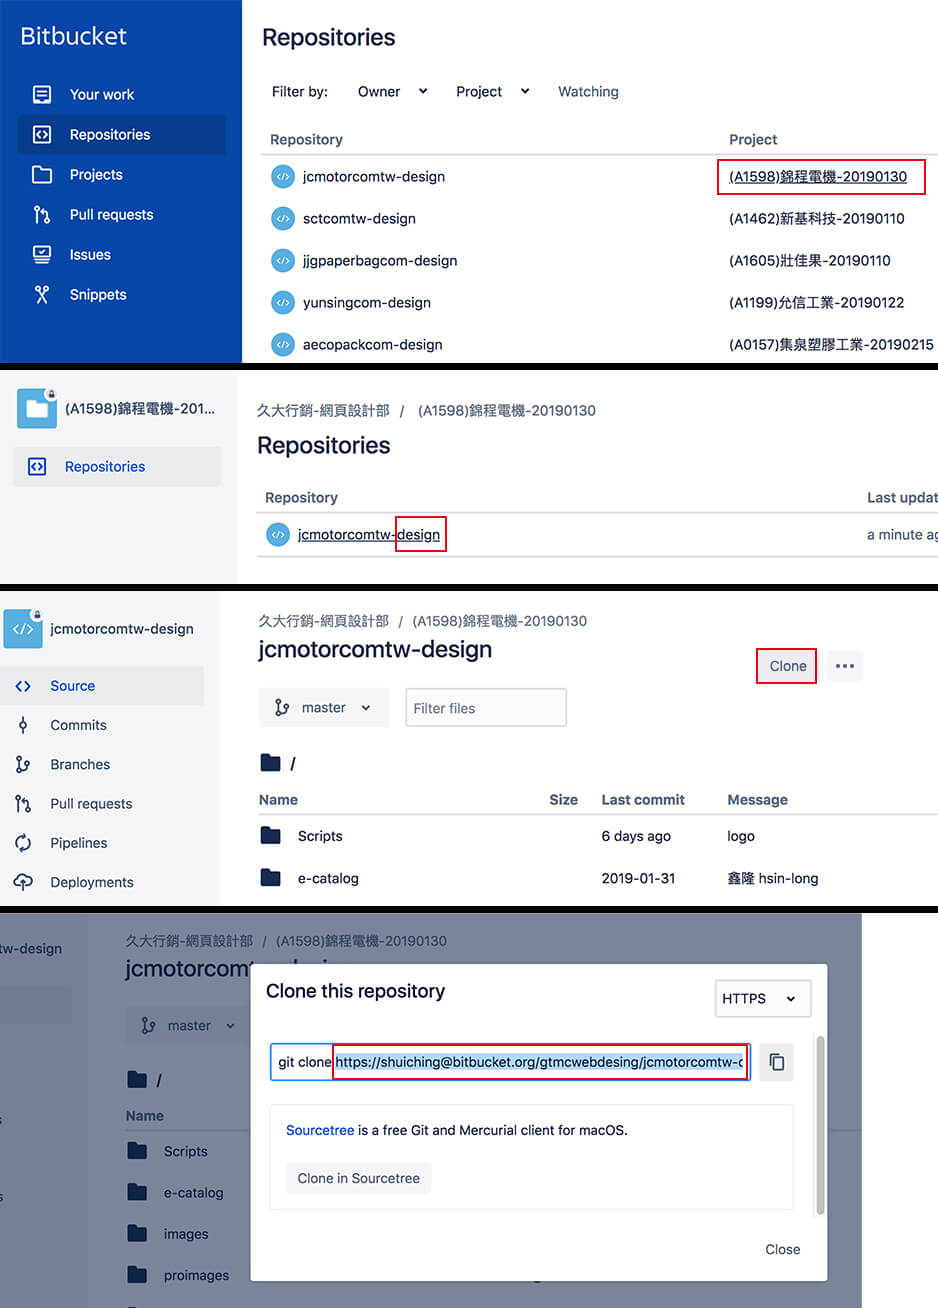 Bitbucket
Your work
Repositories
Projects
Pull requests
Issues
Snippets
Repositories
Filter by: Owner Project Watching
Repository Project
jcmotorcomtw-design (A1598)錦程電機-20190130
sctcomtw-design (A1462)新基科技-20190110
jjgpaperbagcom-design (A1605)壯佳果-20190110
yunsingcom-design (A1199)允信工業-20190122
aecopackcom-design (A0157)集泉塑膠工業-20190215
(A1598)錦程電機-201...
Repositories
久大行銷-網頁設計部 / (A1598)錦程電機-20190130
Repositories
Repository Last updat
jcmotorcomtw-design a minute ag
jcmotorcomtw-design
Source
Commits
Branches
Pull requests
Pipelines
Deployments
久大行銷-網頁設計部 / (A1598)錦程電機-20190130
jcmotorcomtw-design
Clone
master Filter files
/
Name Size Last commit Message
Scripts 6 days ago logo
e-catalog 2019-01-31 鑫隆 hsin-long
tw-design
久大行銷-網頁設計部 / (A1598)錦程電機-20190130
master
/
Name
Scripts
e-catalog
images
proimages
Clone this repository
HTTPS
git clone https://shuiching@bitbucket.org/gtmcwebdesing/jcmotorcomtw-d
Sourcetree is a free Git and Mercurial client for macOS.
Clone in Sourcetree
Close